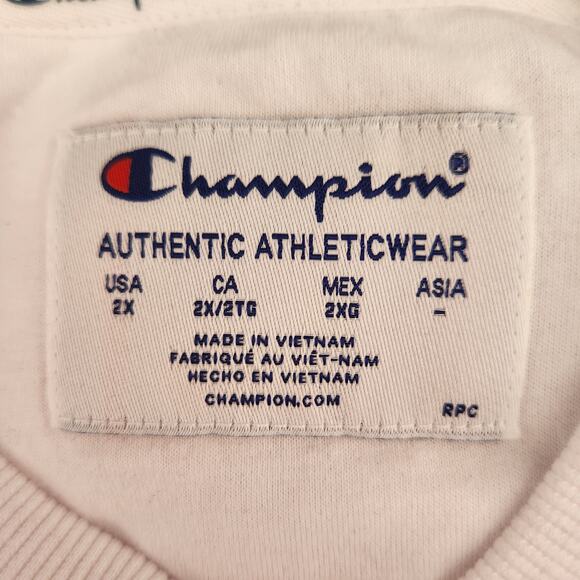 Champion®
AUTHENTIC ATHLETICWEAR
USA CA MEX ASIA
2X 2X/2TG 2XG –
MADE IN VIETNAM
FABRIQUÉ AU VIÊT-NAM
HECHO EN VIETNAM
CHAMPION.COM
RPC